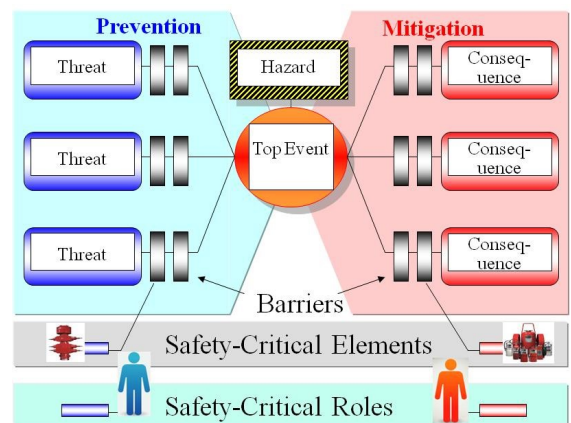 Prevention
Mitigation
Threat
Hazard
Conseq-
uence
Threat
Top Event
Conseq-
uence
Threat
Conseq-
uence
Barriers
Safety-Critical Elements
Safety-Critical Roles